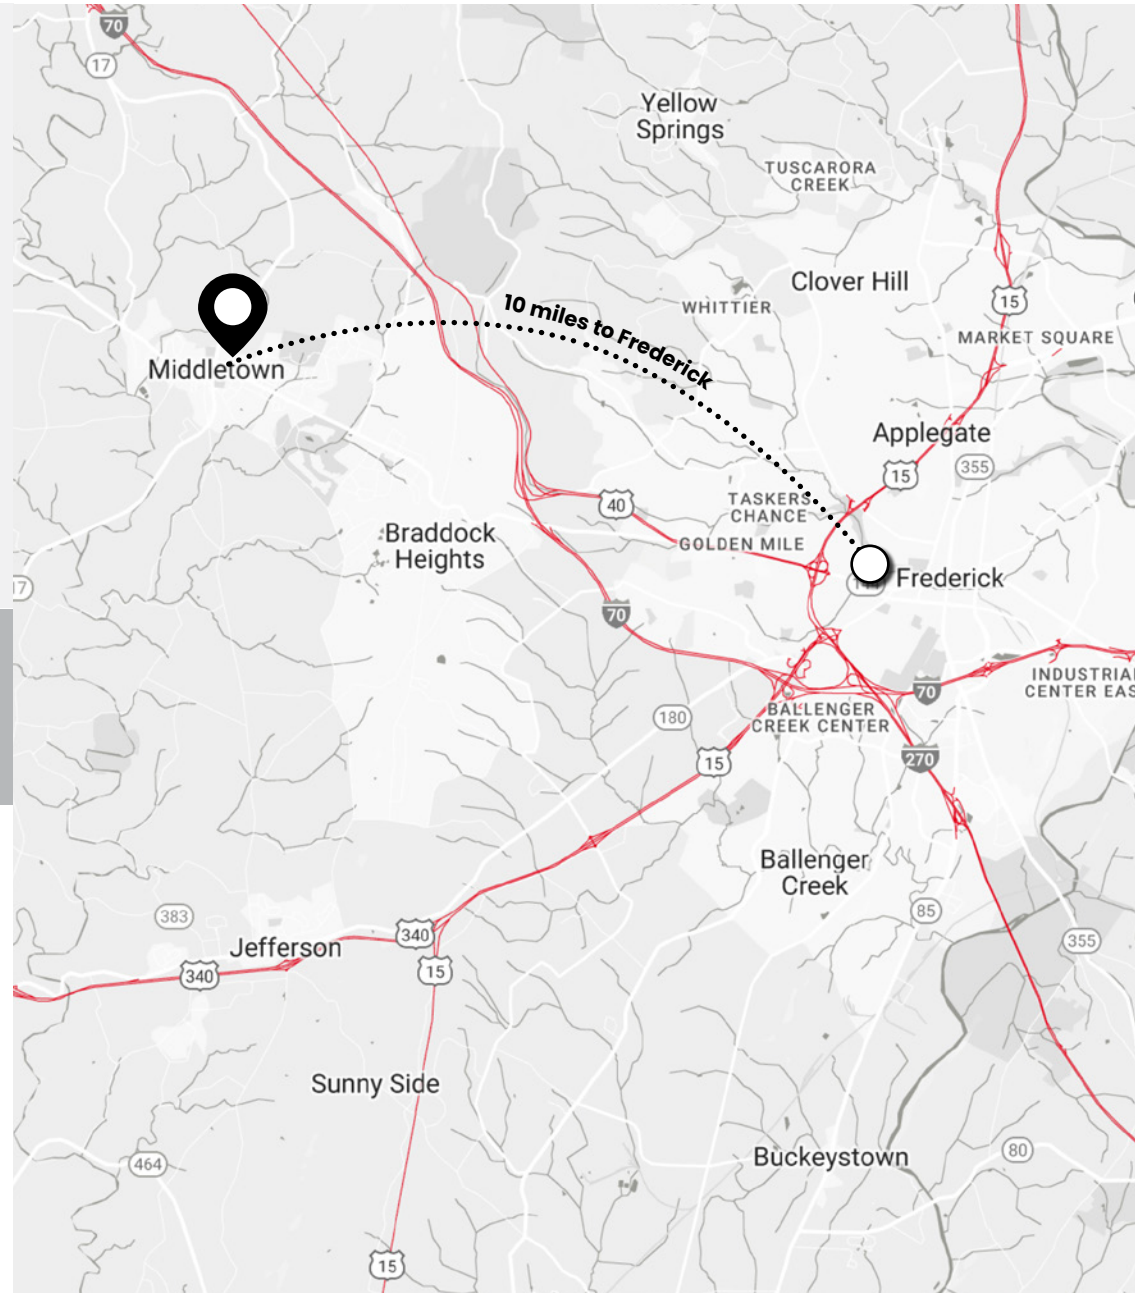 70
17
Yellow
Springs
TUSCARORA
CREEK
Clover Hill
15
WHITTIER
10 miles to Frederick
MARKET SQUARE
Middletown
Applegate
355
15
40
TASKERS
CHANCE
GOLDEN MILE
Braddock
Heights
Frederick
70
INDUSTRIAL
CENTER EAS
70
180
BALLENGER
CREEK CENTER
15
270
Ballenger
Creek
85
383
340
Jefferson
355
15
340
Sunny Side
Buckeystown
80
464
15